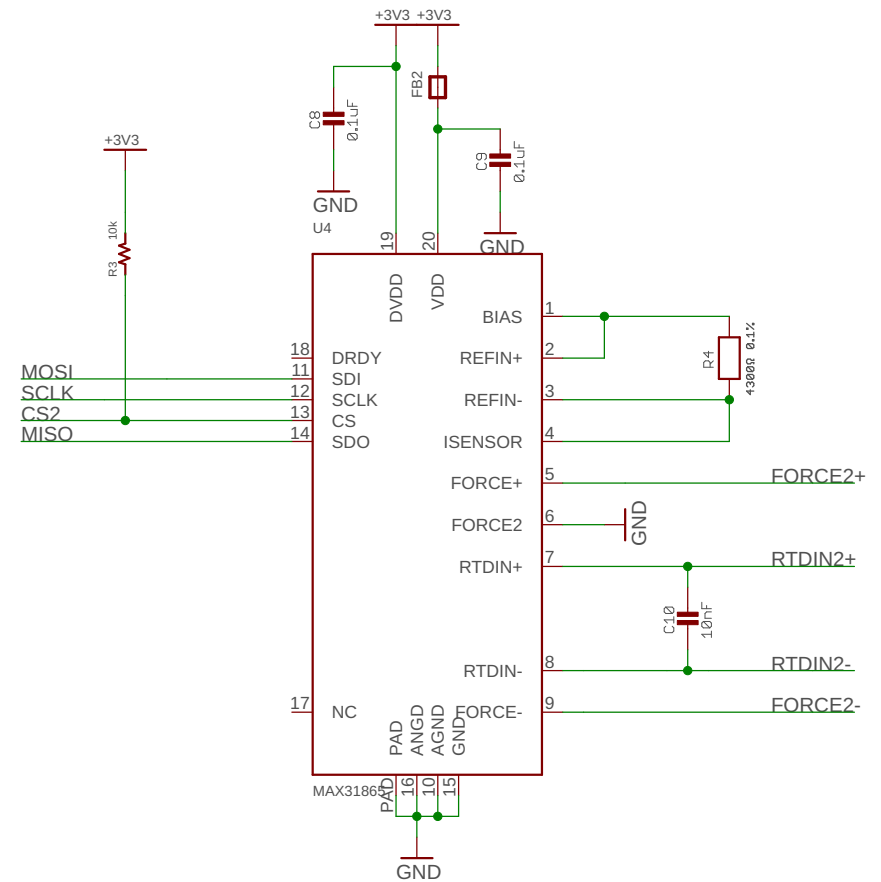 +3V3 +3V3
FB2
C8
0.1uF
C9
0.1uF
+3V3
GND
U4
GND
10k
R3
19
20
DVDD
VDD
BIAS
1
REFIN+
2
R4
4300Ω 0.1%
18
DRDY
MOSI
11
SDI
SCLK
12
SCLK
REFIN-
3
CS2
13
CS
MISO
14
SDO
ISENSOR
4
FORCE+
5
FORCE2+
FORCE2
6
GND
RTDIN+
7
RTDIN2+
C10
10nF
RTDIN-
8
RTDIN2-
17
NC
FORCE-
9
FORCE2-
PAD
ANGD
AGND
GND
MAX31865
PAD
16
10
15
GND